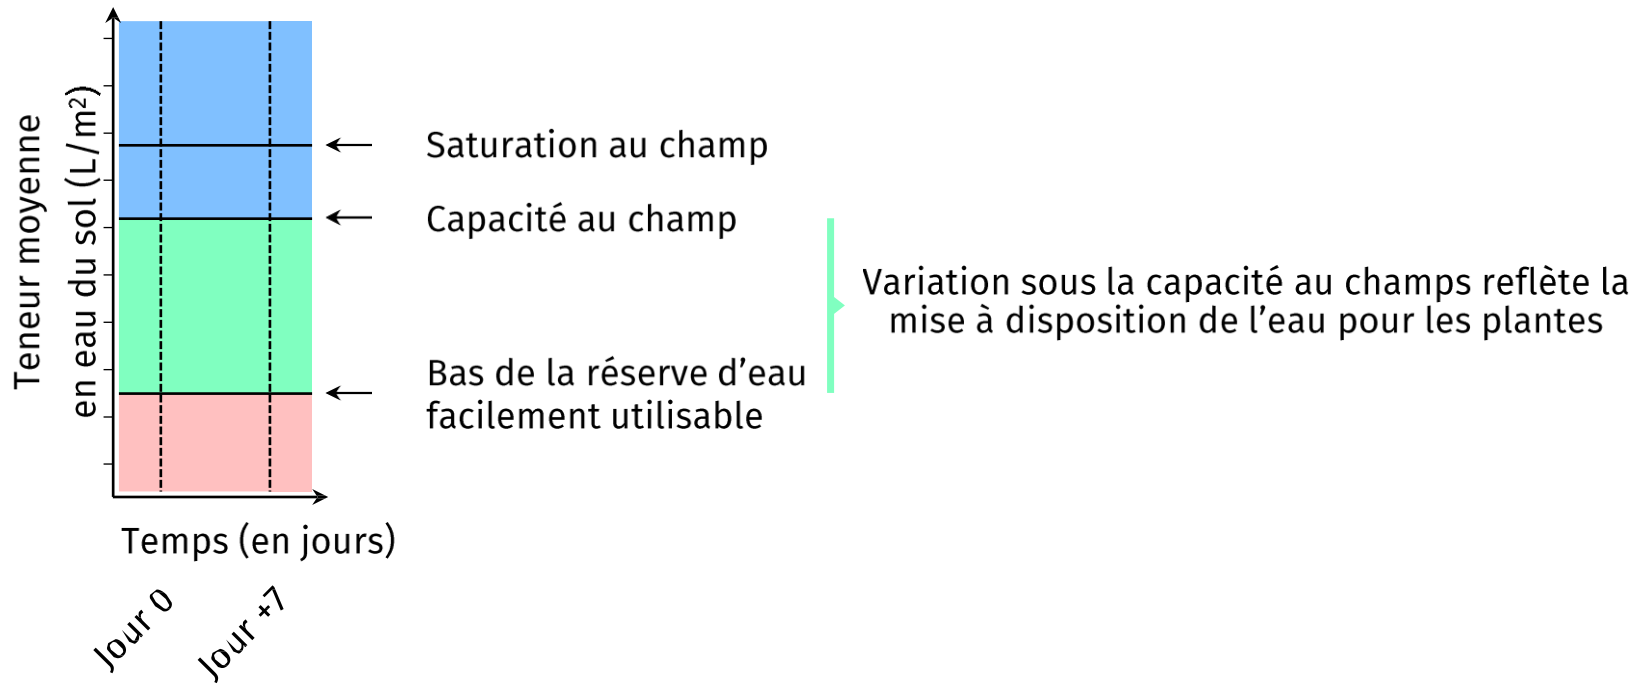 Teneur moyenne
en eau du sol (L/m²)
Saturation au champ
Capacité au champ
Variation sous la capacité au champs reflète la
mise à disposition de l'eau pour les plantes
Bas de la réserve d'eau
facilement utilisable
Temps (en jours)
Jour 0
Jour +7